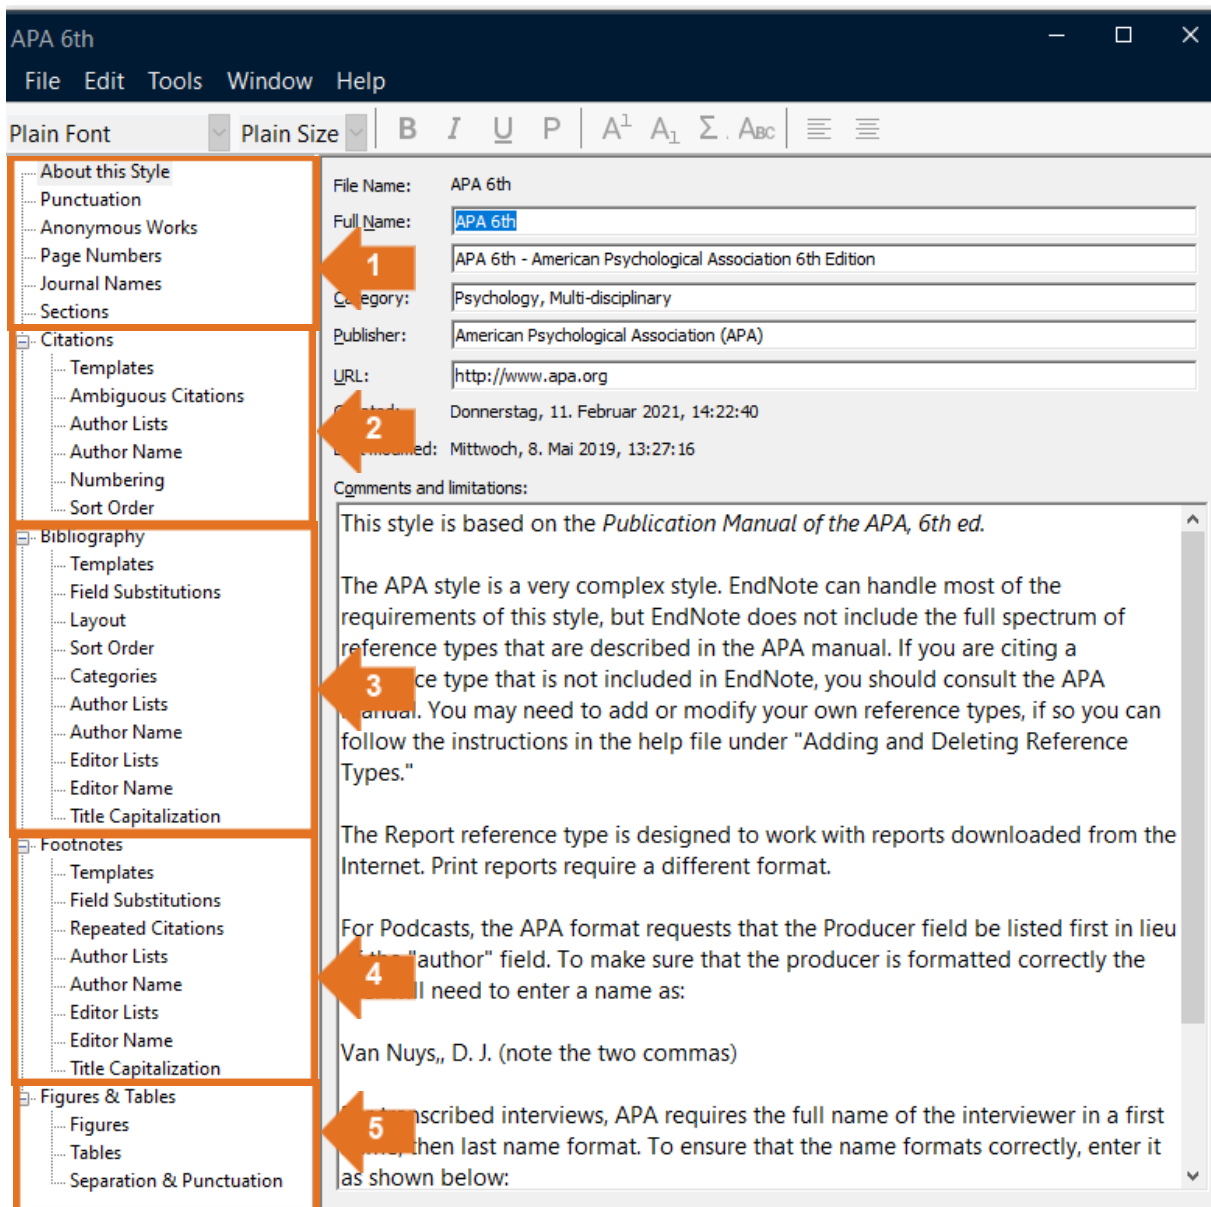 APA 6th
File Edit Tools Window Help
Plain Font Plain Size B I U P A1 A1 Σ ABC
About this Style
Punctuation
Anonymous Works
Page Numbers
Journal Names
Sections
Citations
Templates
Ambiguous Citations
Author Lists
Author Name
Numbering
Sort Order
Bibliography
Templates
Field Substitutions
Layout
Sort Order
Categories
Author Lists
Author Name
Editor Lists
Editor Name
Title Capitalization
Footnotes
Templates
Field Substitutions
Repeated Citations
Author Lists
Author Name
Editor Lists
Editor Name
Title Capitalization
Figures & Tables
Figures
Tables
Separation & Punctuation
1
2
3
4
5
File Name: APA 6th
Full Name: APA 6th
APA 6th - American Psychological Association 6th Edition
Category: Psychology, Multi-disciplinary
Publisher: American Psychological Association (APA)
URL: http://www.apa.org
Donnerstag, 11. Februar 2021, 14:22:40
Mittwoch, 8. Mai 2019, 13:27:16
Comments and limitations:
This style is based on the Publication Manual of the APA, 6th ed.
The APA style is a very complex style. EndNote can handle most of the
requirements of this style, but EndNote does not include the full spectrum of
reference types that are described in the APA manual. If you are citing a
type that is not included in EndNote, you should consult the APA
manual. You may need to add or modify your own reference types, if so you can
follow the instructions in the help file under "Adding and Deleting Reference
Types."
The Report reference type is designed to work with reports downloaded from the
Internet. Print reports require a different format.
For Podcasts, the APA format requests that the Producer field be listed first in lieu
of the "author" field. To make sure that the producer is formatted correctly the
need to enter a name as:
Van Nuys,, D. J. (note the two commas)
transcribed interviews, APA requires the full name of the interviewer in a first
then last name format. To ensure that the name formats correctly, enter it
as shown below: